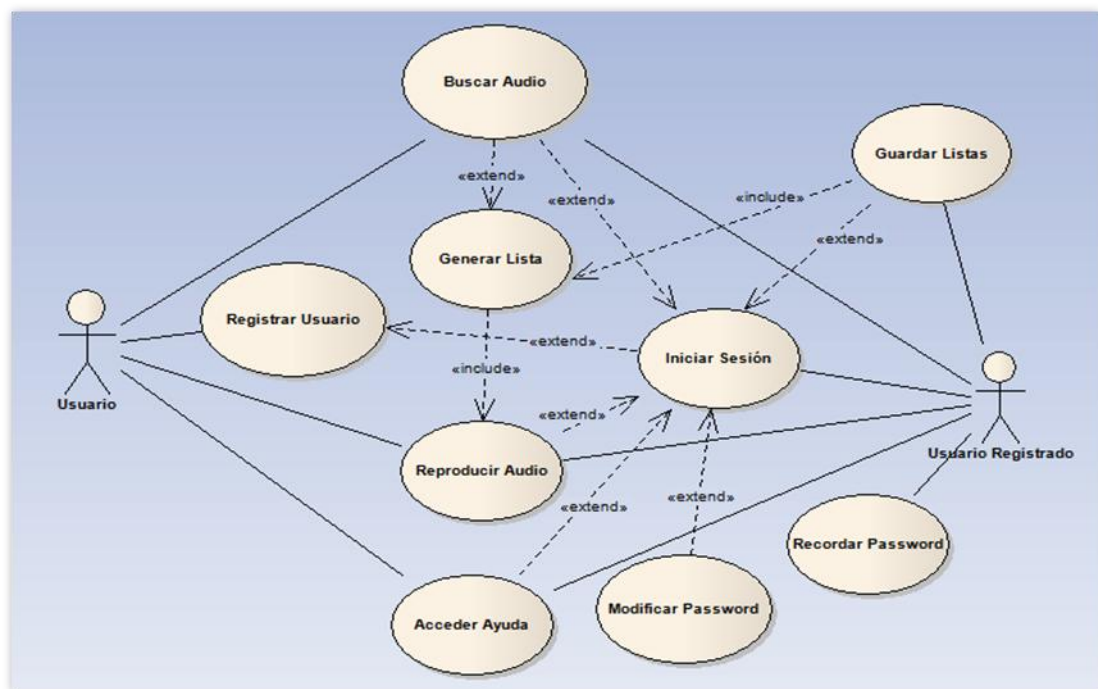 Buscar Audio
Guardar Listas
«extend»
«include»
«extend»
«extend»
Generar Lista
Registrar Usuario
«extend»
Iniciar Sesión
«include»
Usuario
«extend»
Usuario Registrado
Reproducir Audio
«extend»
«extend»
Recordar Password
Modificar Password
Acceder Ayuda